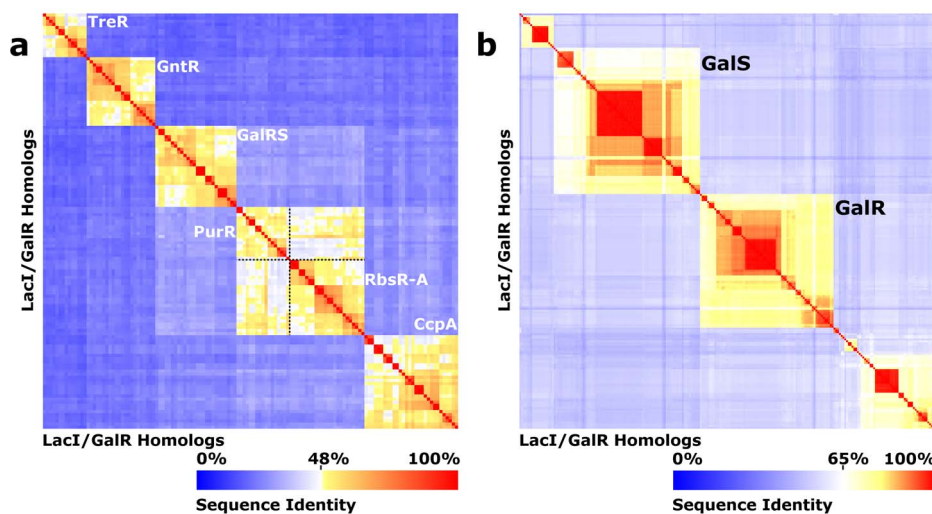 a
TreR
GntR
GalRS
PurR
RbsR-A
CcpA
LacI/GalR Homologs
LacI/GalR Homologs
0% 48% 100%
Sequence Identity
b
GalS
GalR
LacI/GalR Homologs
LacI/GalR Homologs
0% 65% 100%
Sequence Identity